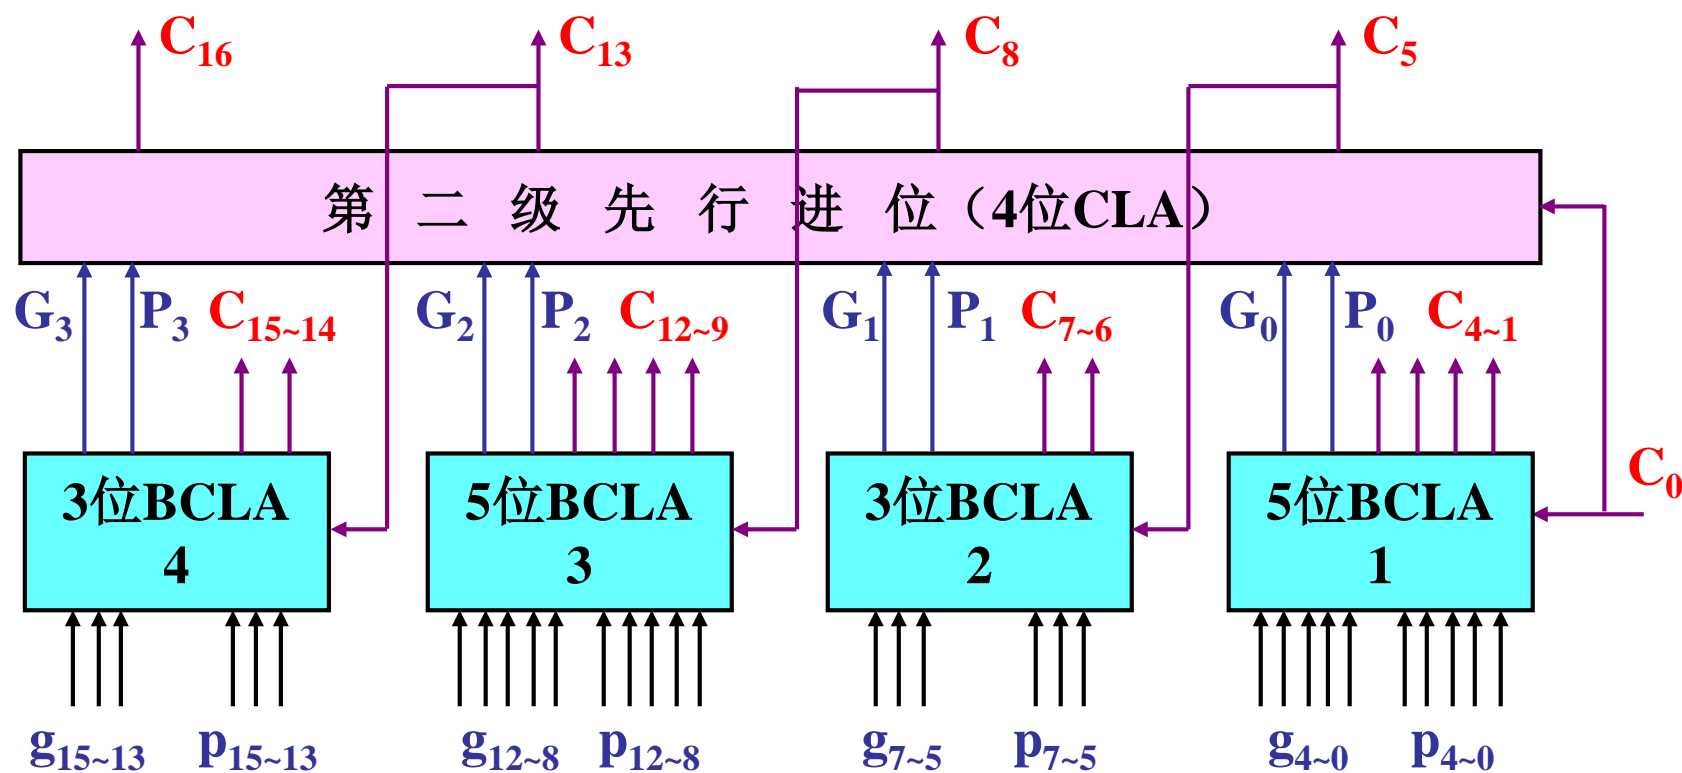 C16 C13 C8 C5
第二级先行进位（4位CLA）
G3 P3 C15~14 G2 P2 C12~9 G1 P1 C7~6 G0 P0 C4~1
C0
3位BCLA 5位BCLA 3位BCLA 5位BCLA
4 3 2 1
g15~13 p15~13 g12~8 p12~8 g7~5 p7~5 g4~0 p4~0